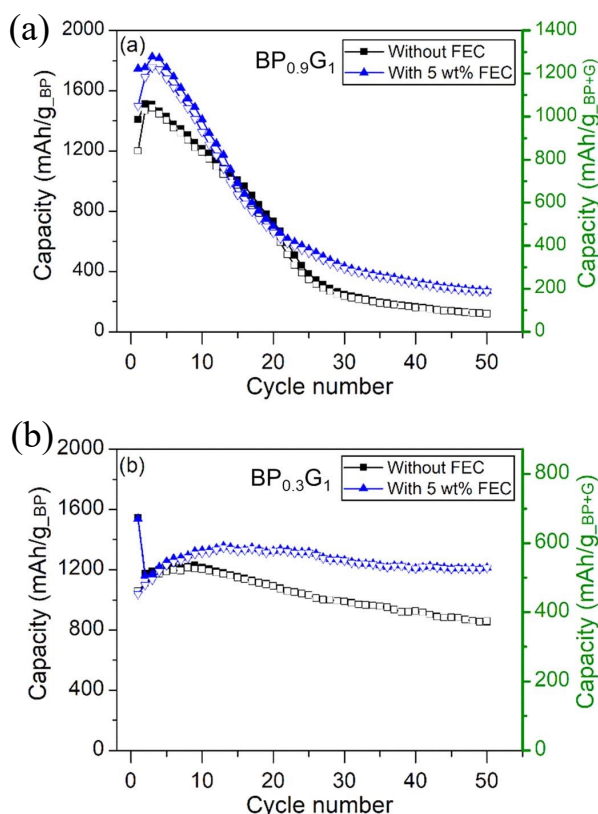 (a)
(a)
BP0.9G1
Without FEC
With 5 wt% FEC
Capacity (mAh/g_BP)
2000
1600
1200
800
400
0
Capacity (mAh/g_BP+G)
1400
1200
1000
800
600
400
200
0
0 10 20 30 40 50
Cycle number
(b)
(b)
BP0.3G1
Without FEC
With 5 wt% FEC
Capacity (mAh/g_BP)
2000
1600
1200
800
400
0
Capacity (mAh/g_BP+G)
800
600
400
200
0
0 10 20 30 40 50
Cycle number